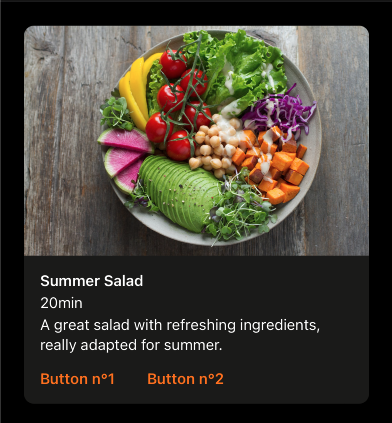 Summer Salad
20min
A great salad with refreshing ingredients,
really adapted for summer.
Button n°1 Button n°2